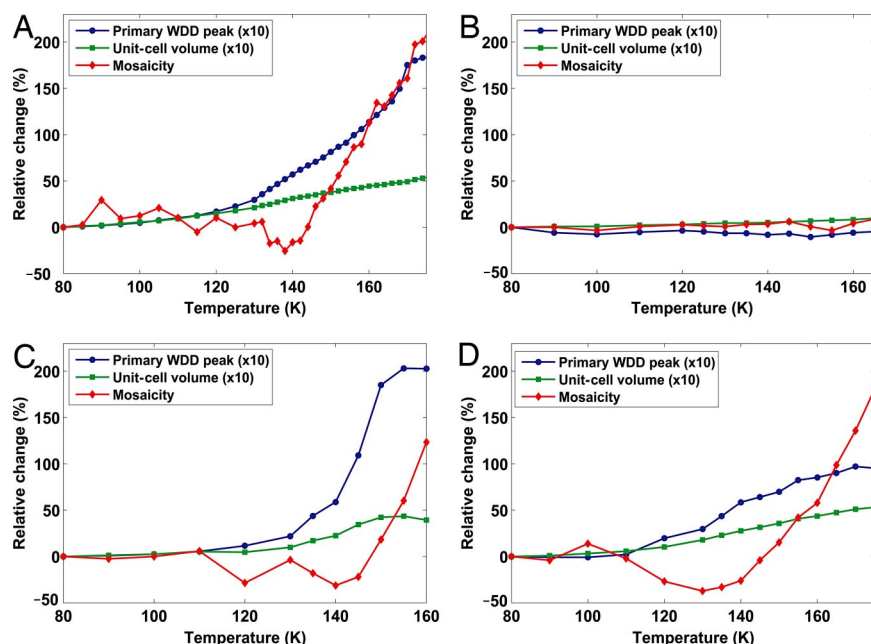 A
Primary WDD peak (x10)
Unit-cell volume (x10)
Mosaicity
Relative change (%)
200
150
100
50
0
−50
80
100
120
140
160
Temperature (K)
B
Primary WDD peak (x10)
Unit-cell volume (x10)
Mosaicity
Relative change (%)
200
150
100
50
0
−50
80
100
120
140
160
Temperature (K)
C
Primary WDD peak (x10)
Unit-cell volume (x10)
Mosaicity
Relative change (%)
200
150
100
50
0
−50
80
100
120
140
160
Temperature (K)
D
Primary WDD peak (x10)
Unit-cell volume (x10)
Mosaicity
Relative change (%)
200
150
100
50
0
−50
80
100
120
140
160
Temperature (K)